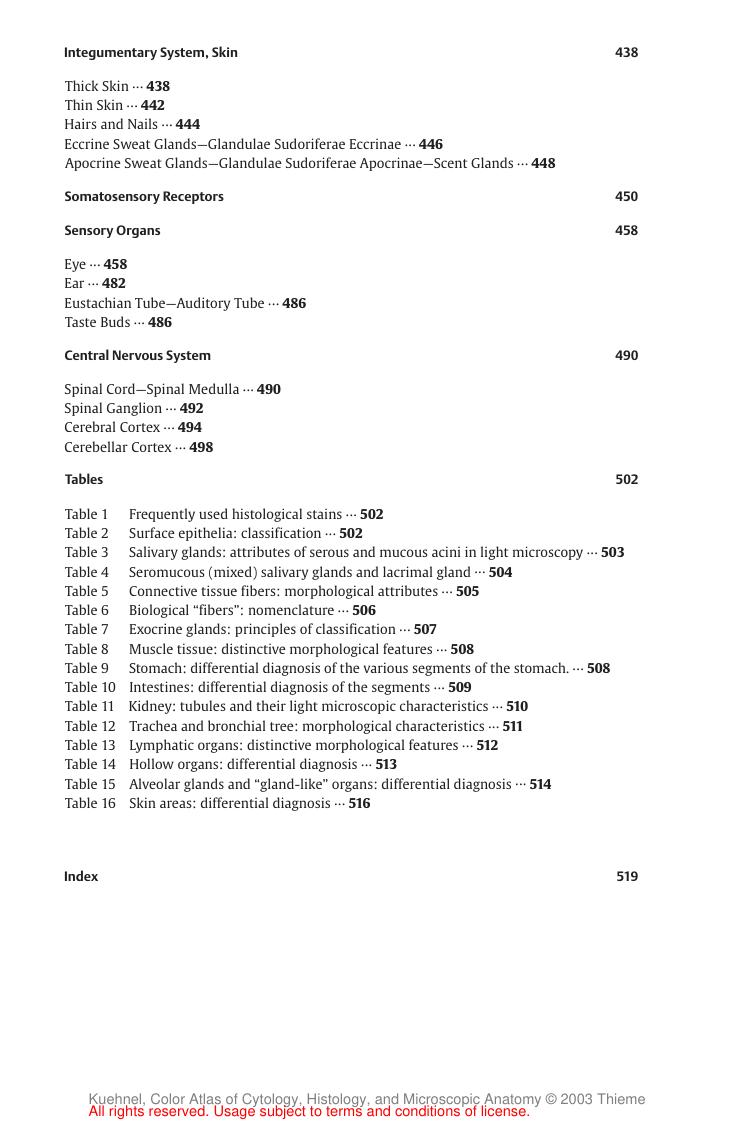 Integumentary System, Skin 438
Thick Skin ··· 438
Thin Skin ··· 442
Hairs and Nails ··· 444
Eccrine Sweat Glands—Glandulae Sudoriferae Eccrinae ··· 446
Apocrine Sweat Glands—Glandulae Sudoriferae Apocrinae—Scent Glands ··· 448
Somatosensory Receptors 450
Sensory Organs 458
Eye ··· 458
Ear ··· 482
Eustachian Tube—Auditory Tube ··· 486
Taste Buds ··· 486
Central Nervous System 490
Spinal Cord—Spinal Medulla ··· 490
Spinal Ganglion ··· 492
Cerebral Cortex ··· 494
Cerebellar Cortex ··· 498
Tables 502
Table 1 Frequently used histological stains ··· 502
Table 2 Surface epithelia: classification ··· 502
Table 3 Salivary glands: attributes of serous and mucous acini in light microscopy ··· 503
Table 4 Seromucous (mixed) salivary glands and lacrimal gland ··· 504
Table 5 Connective tissue fibers: morphological attributes ··· 505
Table 6 Biological “fibers”: nomenclature ··· 506
Table 7 Exocrine glands: principles of classification ··· 507
Table 8 Muscle tissue: distinctive morphological features ··· 508
Table 9 Stomach: differential diagnosis of the various segments of the stomach. ··· 508
Table 10 Intestines: differential diagnosis of the segments ··· 509
Table 11 Kidney: tubules and their light microscopic characteristics ··· 510
Table 12 Trachea and bronchial tree: morphological characteristics ··· 511
Table 13 Lymphatic organs: distinctive morphological features ··· 512
Table 14 Hollow organs: differential diagnosis ··· 513
Table 15 Alveolar glands and “gland-like” organs: differential diagnosis ··· 514
Table 16 Skin areas: differential diagnosis ··· 516
Index 519
Kuehnel, Color Atlas of Cytology, Histology, and Microscopic Anatomy © 2003 Thieme
All rights reserved. Usage subject to terms and conditions of license.